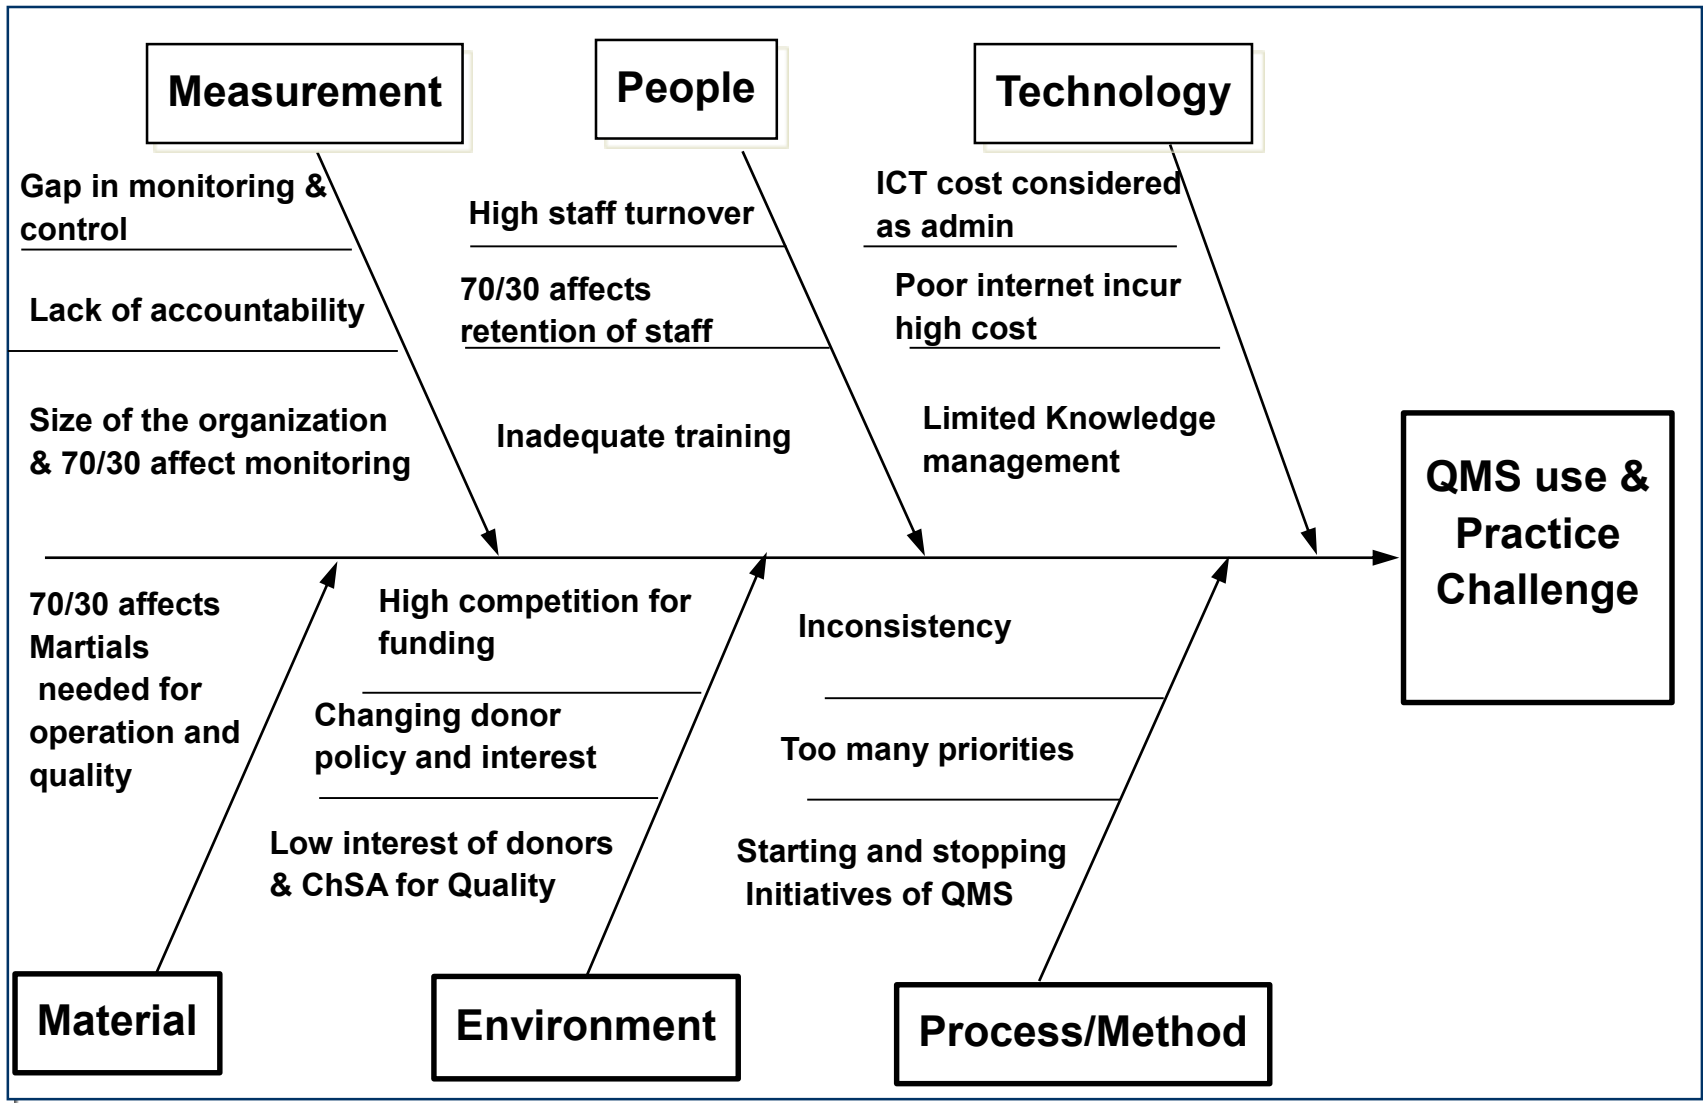 Measurement
People
Technology
Gap in monitoring &
control
Lack of accountability
Size of the organization
& 70/30 affect monitoring
High staff turnover
70/30 affects
retention of staff
Inadequate training
ICT cost considered
as admin
Poor internet incur
high cost
Limited Knowledge
management
QMS use &
Practice
Challenge
70/30 affects
Martials
needed for
operation and
quality
High competition for
funding
Changing donor
policy and interest
Low interest of donors
& ChSA for Quality
Inconsistency
Too many priorities
Starting and stopping
Initiatives of QMS
Material
Environment
Process/Method